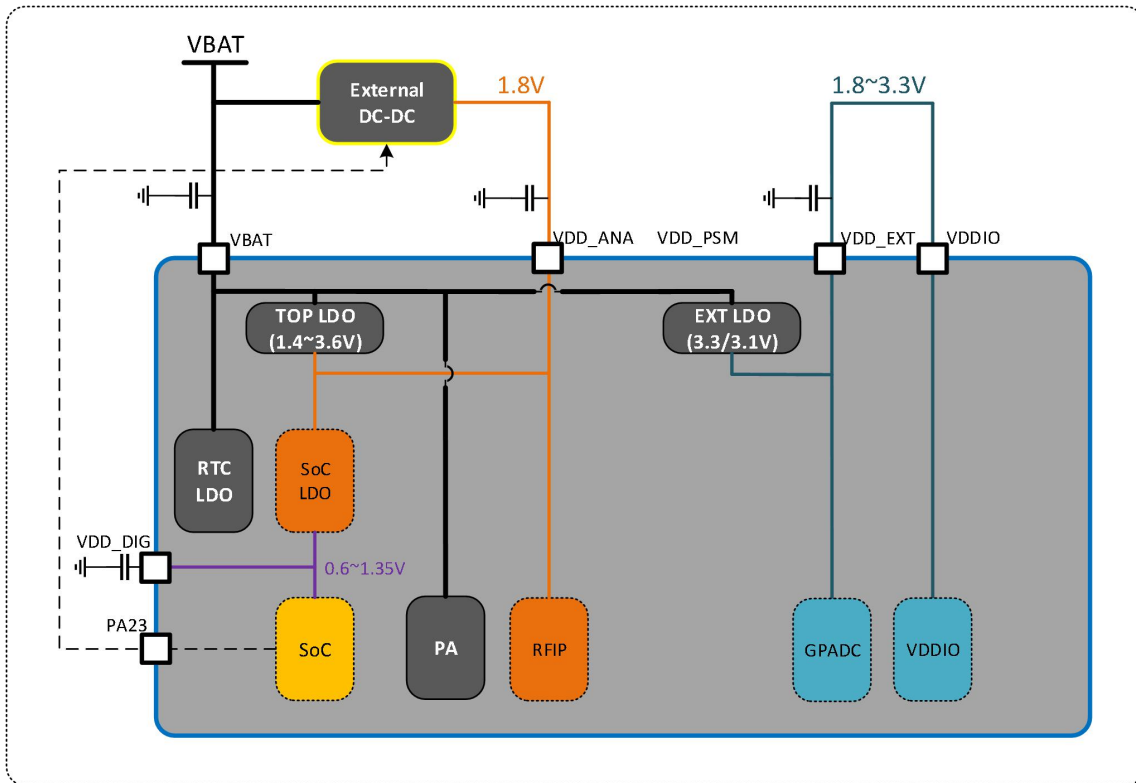 VBAT
External
DC-DC
1.8V
1.8~3.3V
VBAT
VDD_ANA
VDD_PSM
VDD_EXT
VDDIO
TOP LDO
(1.4~3.6V)
EXT LDO
(3.3/3.1V)
RTC
LDO
SoC
LDO
VDD_DIG
0.6~1.35V
PA23
SoC
PA
RFIP
GPADC
VDDIO